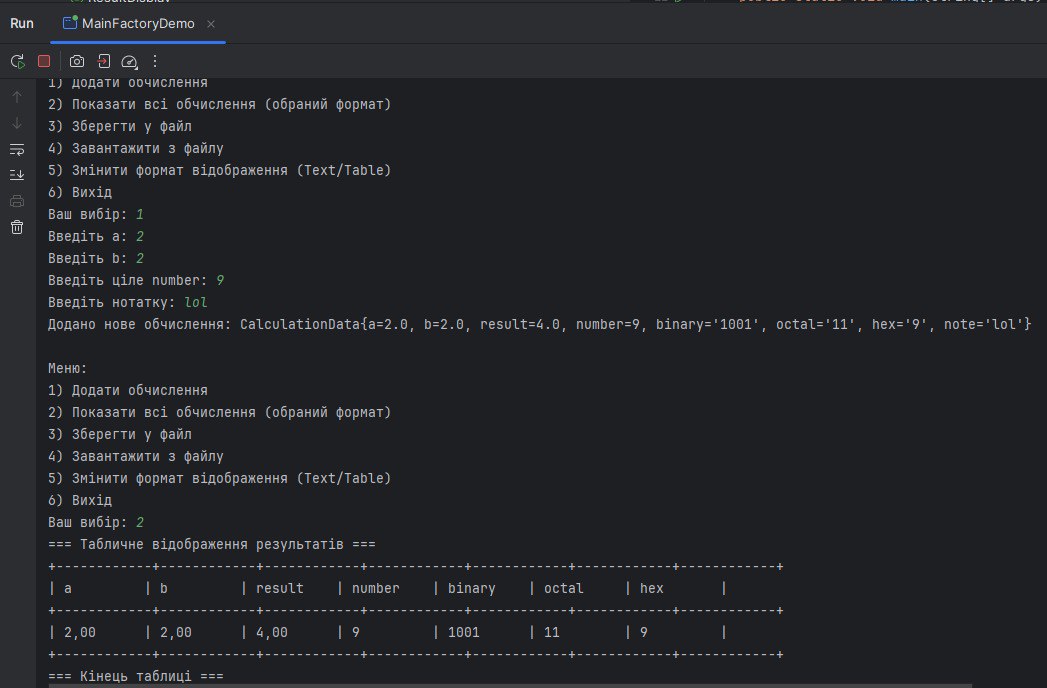 Run MainFactoryDemo
1) Додати обчислення
2) Показати всі обчислення (обраний формат)
3) Зберегти у файл
4) Завантажити з файлу
5) Змінити формат відображення (Text/Table)
6) Вихід
Ваш вибір: 1
Введіть a: 2
Введіть b: 2
Введіть ціле number: 9
Введіть нотатку: lol
Додано нове обчислення: CalculationData{a=2.0, b=2.0, result=4.0, number=9, binary='1001', octal='11', hex='9', note='lol'}
Меню:
1) Додати обчислення
2) Показати всі обчислення (обраний формат)
3) Зберегти у файл
4) Завантажити з файлу
5) Змінити формат відображення (Text/Table)
6) Вихід
Ваш вибір: 2
=== Табличне відображення результатів ===
+------------+------------+------------+------------+------------+------------+------------+
| a | b | result | number | binary | octal | hex |
+------------+------------+------------+------------+------------+------------+------------+
| 2,00 | 2,00 | 4,00 | 9 | 1001 | 11 | 9 |
+------------+------------+------------+------------+------------+------------+------------+
=== Кінець таблиці ===